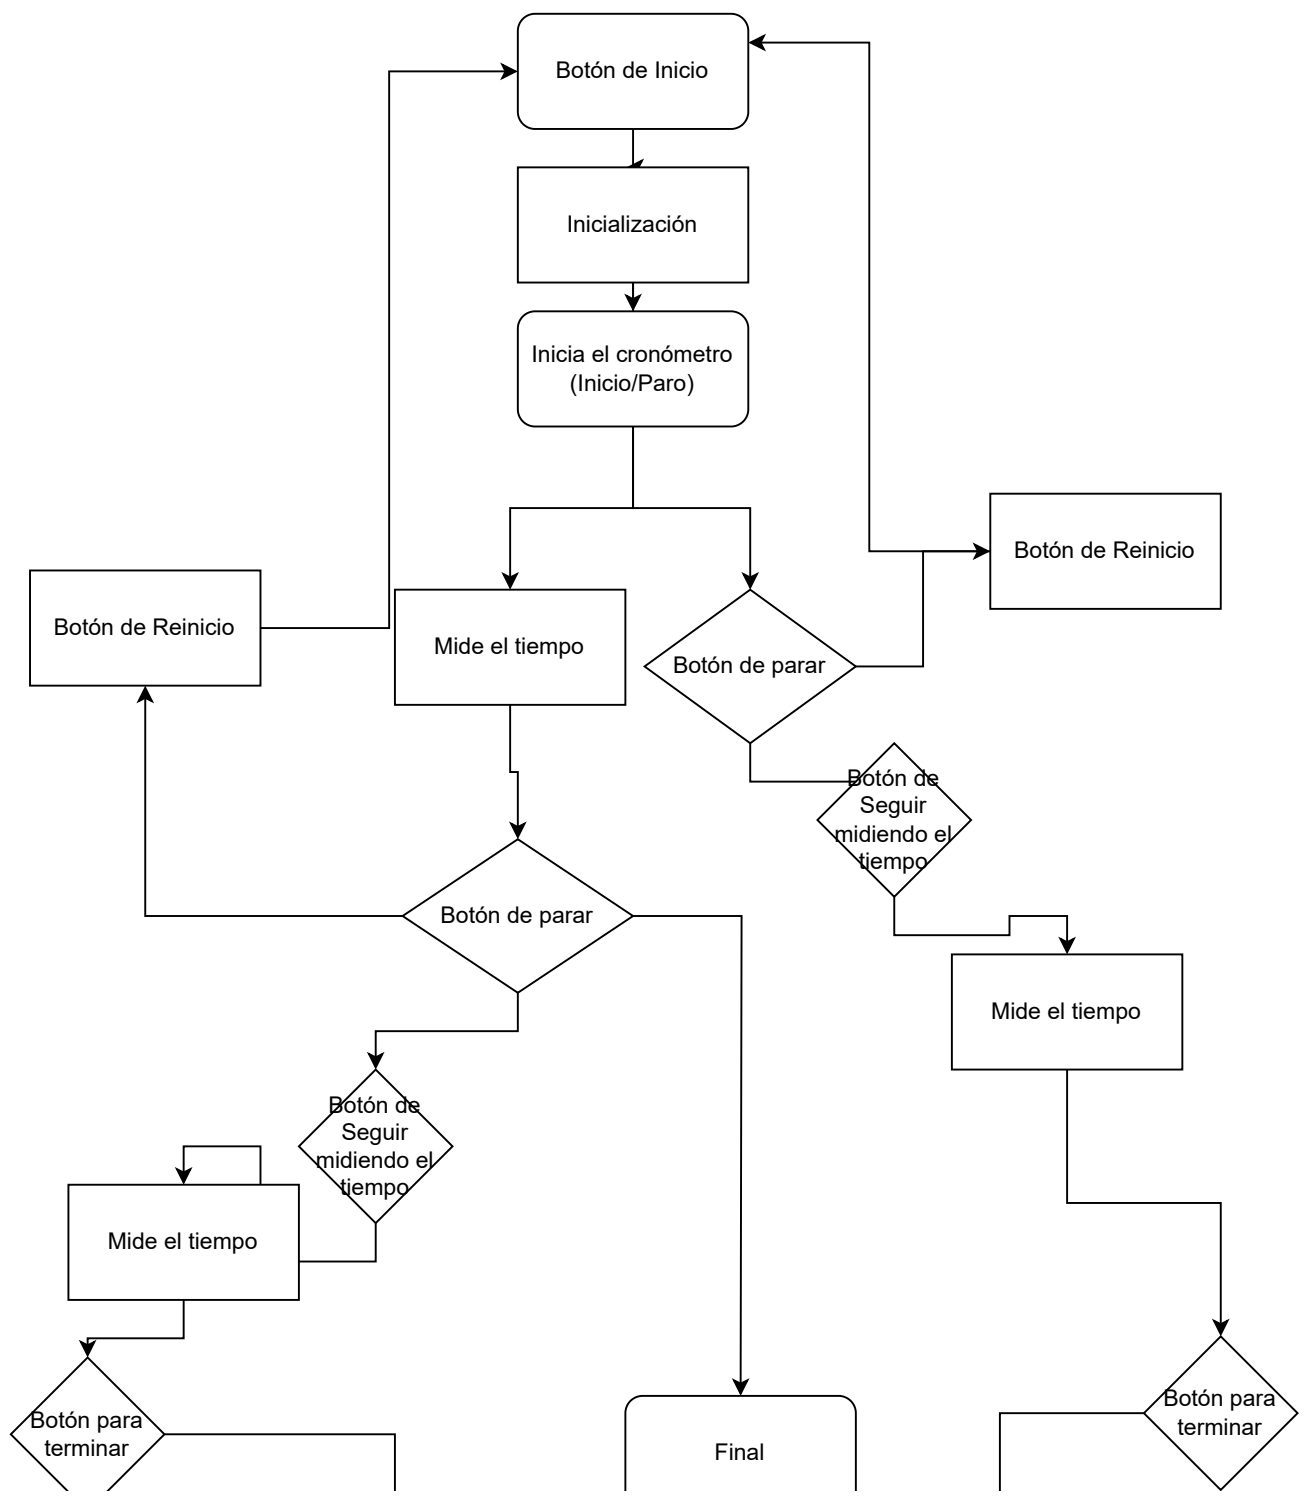 Botón de Inicio
Inicialización
Inicia el cronómetro
(Inicio/Paro)
Botón de Reinicio
Botón de Reinicio
Mide el tiempo
Botón de parar
Botón de
Seguir
midiendo el
tiempo
Botón de parar
Mide el tiempo
Botón de
Seguir
midiendo el
tiempo
Mide el tiempo
Botón para
terminar
Botón para
terminar
Final